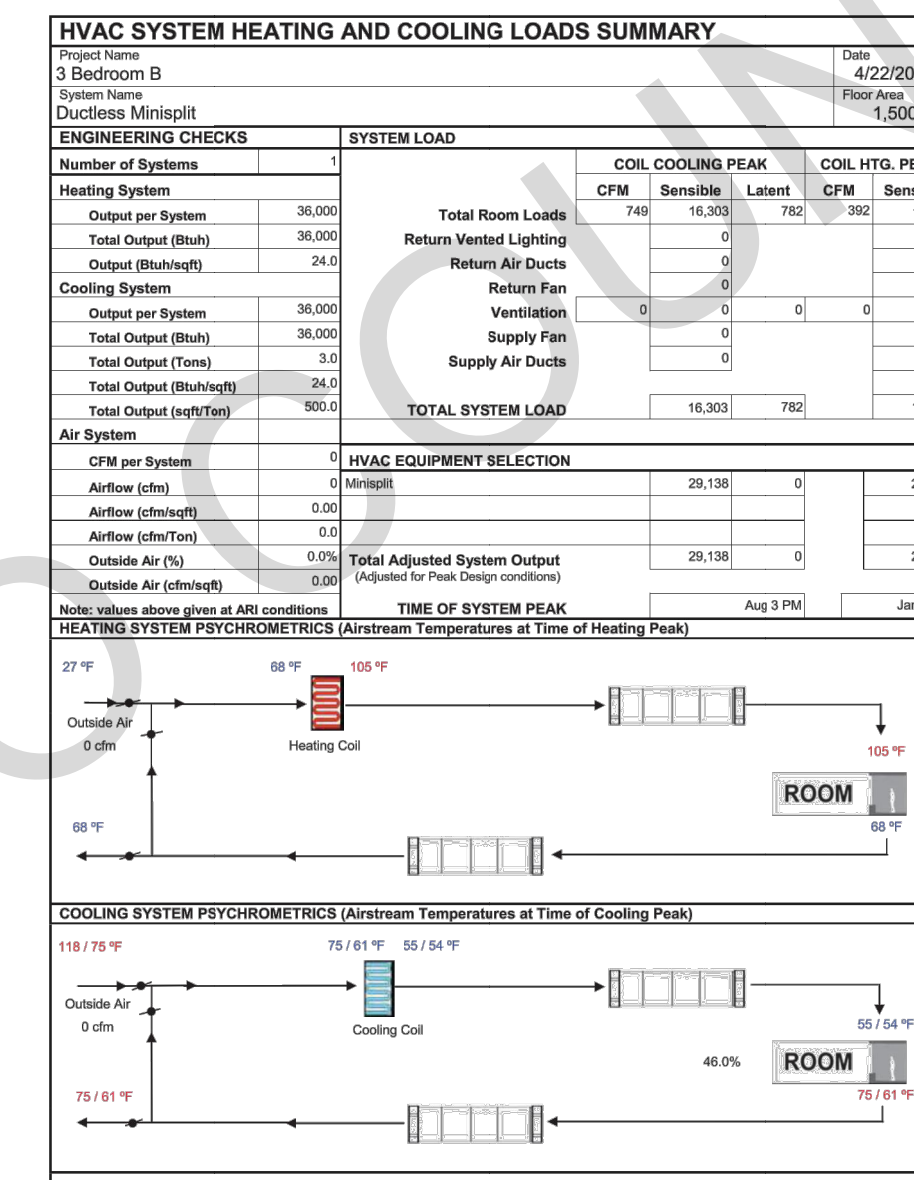 HVAC SYSTEM HEATING AND COOLING LOADS SUMMARY
Project Name
Date
3 Bedroom B
4/22/20
System Name
Floor Area
Ductless Minisplit
1,500
ENGINEERING CHECKS SYSTEM LOAD
Number of Systems 1 COIL COOLING PEAK COIL HTG. PE
Heating System CFM Sensible Latent CFM Sens
Output per System 36,000 Total Room Loads 749 16,303 782 392
Total Output (Btuh) 36,000 Return Vented Lighting 0
Output (Btuh/sqft) 24.0 Return Air Ducts 0
Cooling System Return Fan 0
Output per System 36,000 Ventilation 0 0 0 0
Total Output (Btuh) 36,000 Supply Fan 0
Total Output (Tons) 3.0 Supply Air Ducts 0
Total Output (Btuh/sqft) 24.0
Total Output (sqft/Ton) 500.0 TOTAL SYSTEM LOAD 16,303 782
Air System
CFM per System 0 HVAC EQUIPMENT SELECTION
Airflow (cfm) 0 Minisplit 29,138 0
Airflow (cfm/sqft) 0.00
Airflow (cfm/Ton) 0.0
Outside Air (%) 0.0% Total Adjusted System Output 29,138 0
Outside Air (cfm/sqft) 0.00 (Adjusted for Peak Design conditions)
Note: values above given at ARI conditions TIME OF SYSTEM PEAK Aug 3 PM Jan
HEATING SYSTEM PSYCHROMETRICS (Airstream Temperatures at Time of Heating Peak)
27 ºF 68 ºF 105 ºF
Outside Air
0 cfm Heating Coil
105 ºF
ROOM
68 ºF 68 ºF
COOLING SYSTEM PSYCHROMETRICS (Airstream Temperatures at Time of Cooling Peak)
118 / 75 ºF 75 / 61 ºF 55 / 54 ºF
Outside Air
0 cfm Cooling Coil 55 / 54 ºF
46.0% ROOM
75 / 61 ºF 75 / 61 ºF